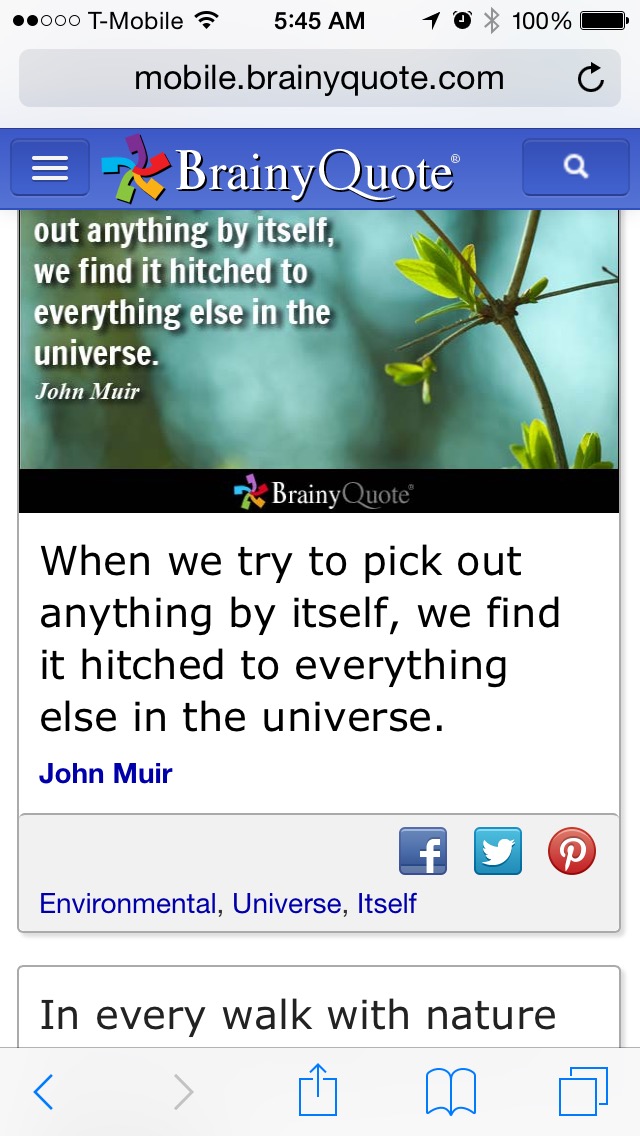 T-Mobile 5:45 AM 100%
mobile.brainyquote.com
BrainyQuote®
out anything by itself,
we find it hitched to
everything else in the
universe.
John Muir
BrainyQuote®
When we try to pick out
anything by itself, we find
it hitched to everything
else in the universe.
John Muir
Environmental, Universe, Itself
In every walk with nature